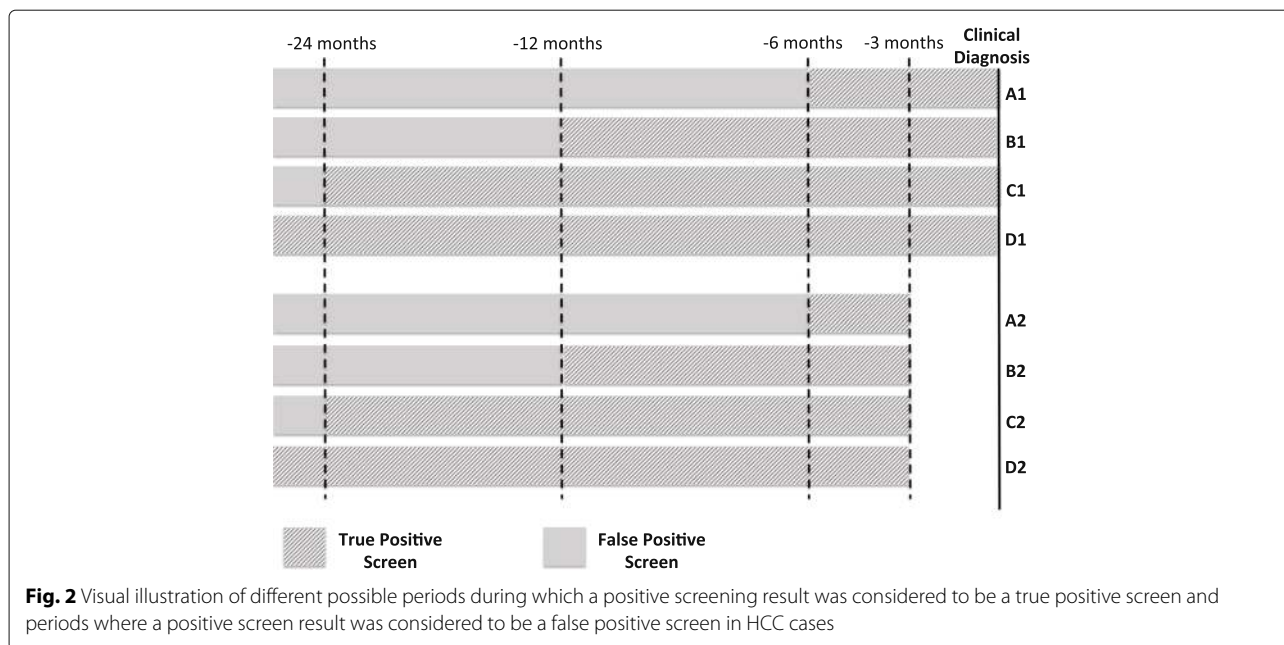 -24 months -12 months -6 months -3 months Clinical
Diagnosis
A1
B1
C1
D1
A2
B2
C2
D2
True Positive False Positive
Screen Screen
Fig. 2 Visual illustration of different possible periods during which a positive screening result was considered to be a true positive screen and
periods where a positive screen result was considered to be a false positive screen in HCC cases